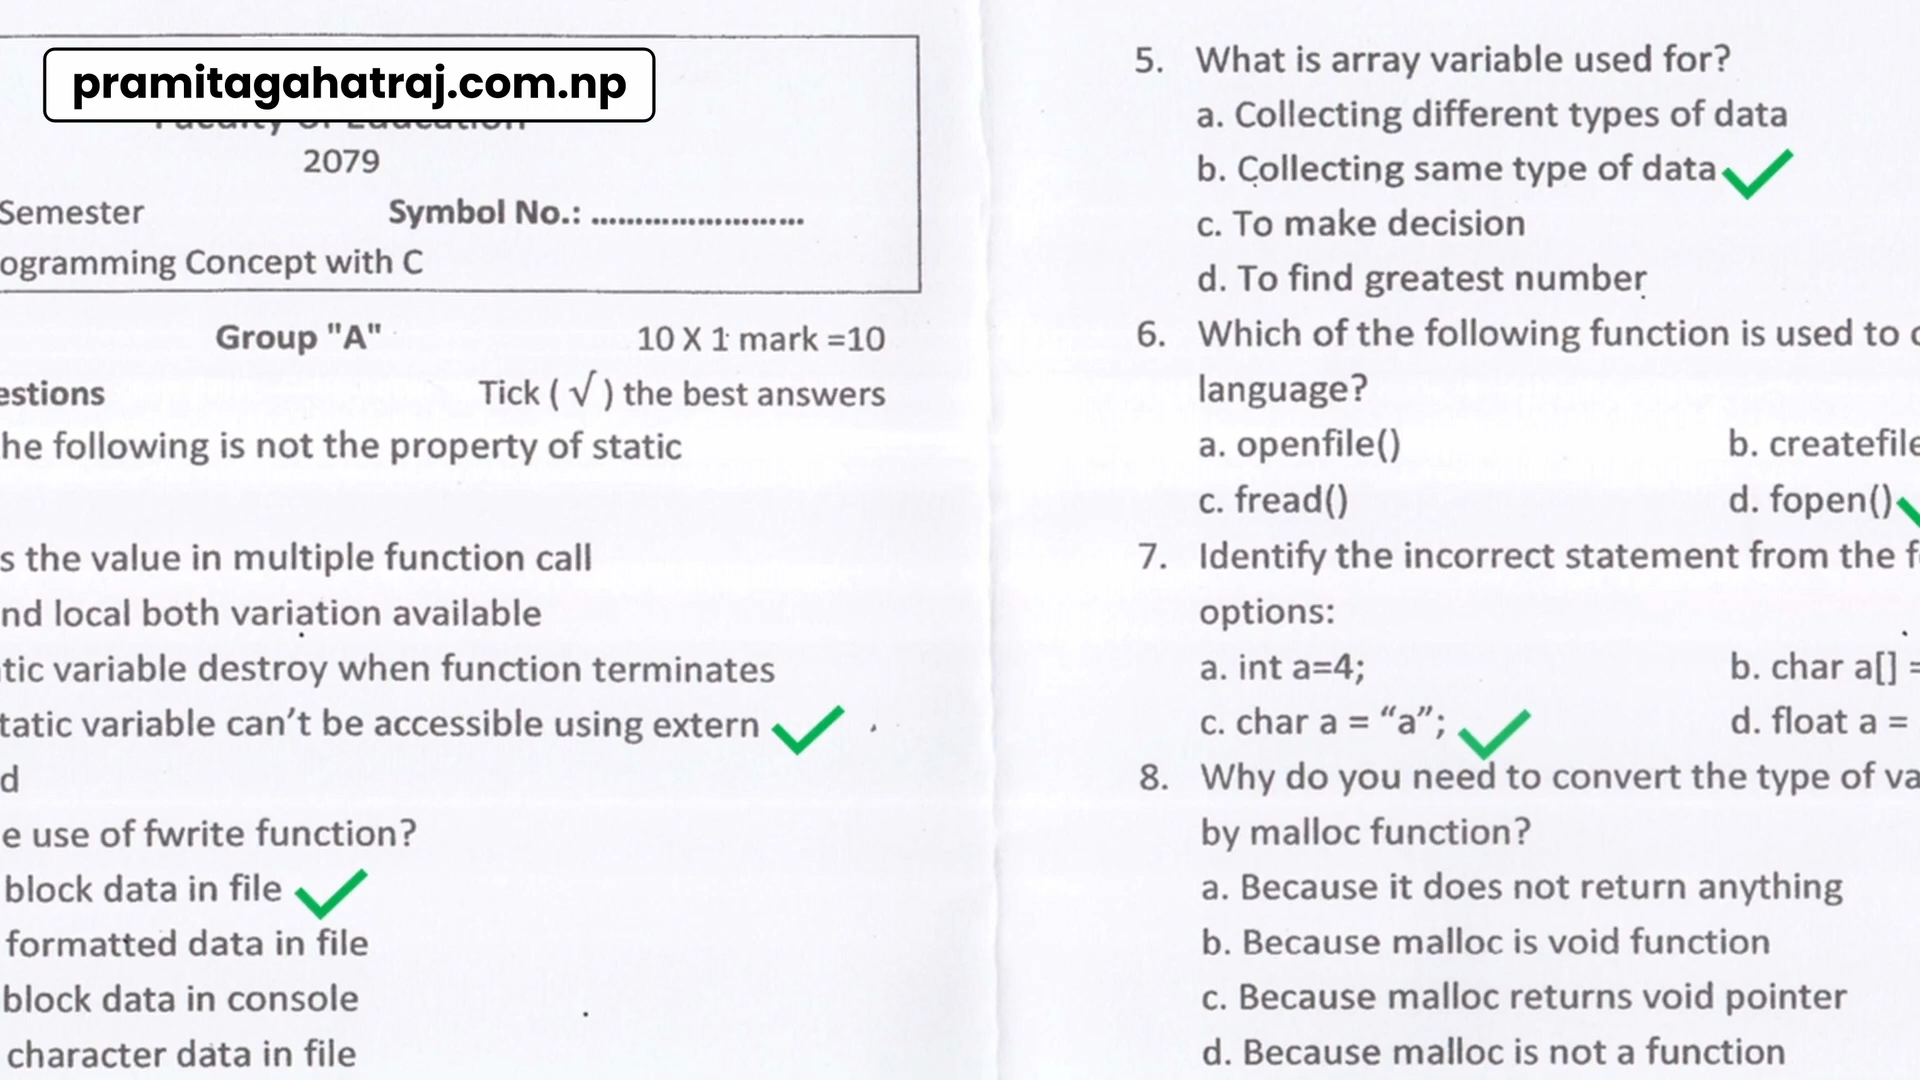 pramitagahatraj.com.np
Faculty of Education
2079
Semester Symbol No.: ........................
ogramming Concept with C
Group "A" 10 X 1 mark =10
estions Tick ( √ ) the best answers
he following is not the property of static
s the value in multiple function call
nd local both variation available
tic variable destroy when function terminates
tatic variable can’t be accessible using extern
d
e use of fwrite function?
block data in file
formatted data in file
block data in console
character data in file
5. What is array variable used for?
a. Collecting different types of data
b. Collecting same type of data
c. To make decision
d. To find greatest number
6. Which of the following function is used to
language?
a. openfile() b. createfile
c. fread() d. fopen()
7. Identify the incorrect statement from the f
options:
a. int a=4; b. char a[] =
c. char a = “a”; d. float a =
8. Why do you need to convert the type of va
by malloc function?
a. Because it does not return anything
b. Because malloc is void function
c. Because malloc returns void pointer
d. Because malloc is not a function